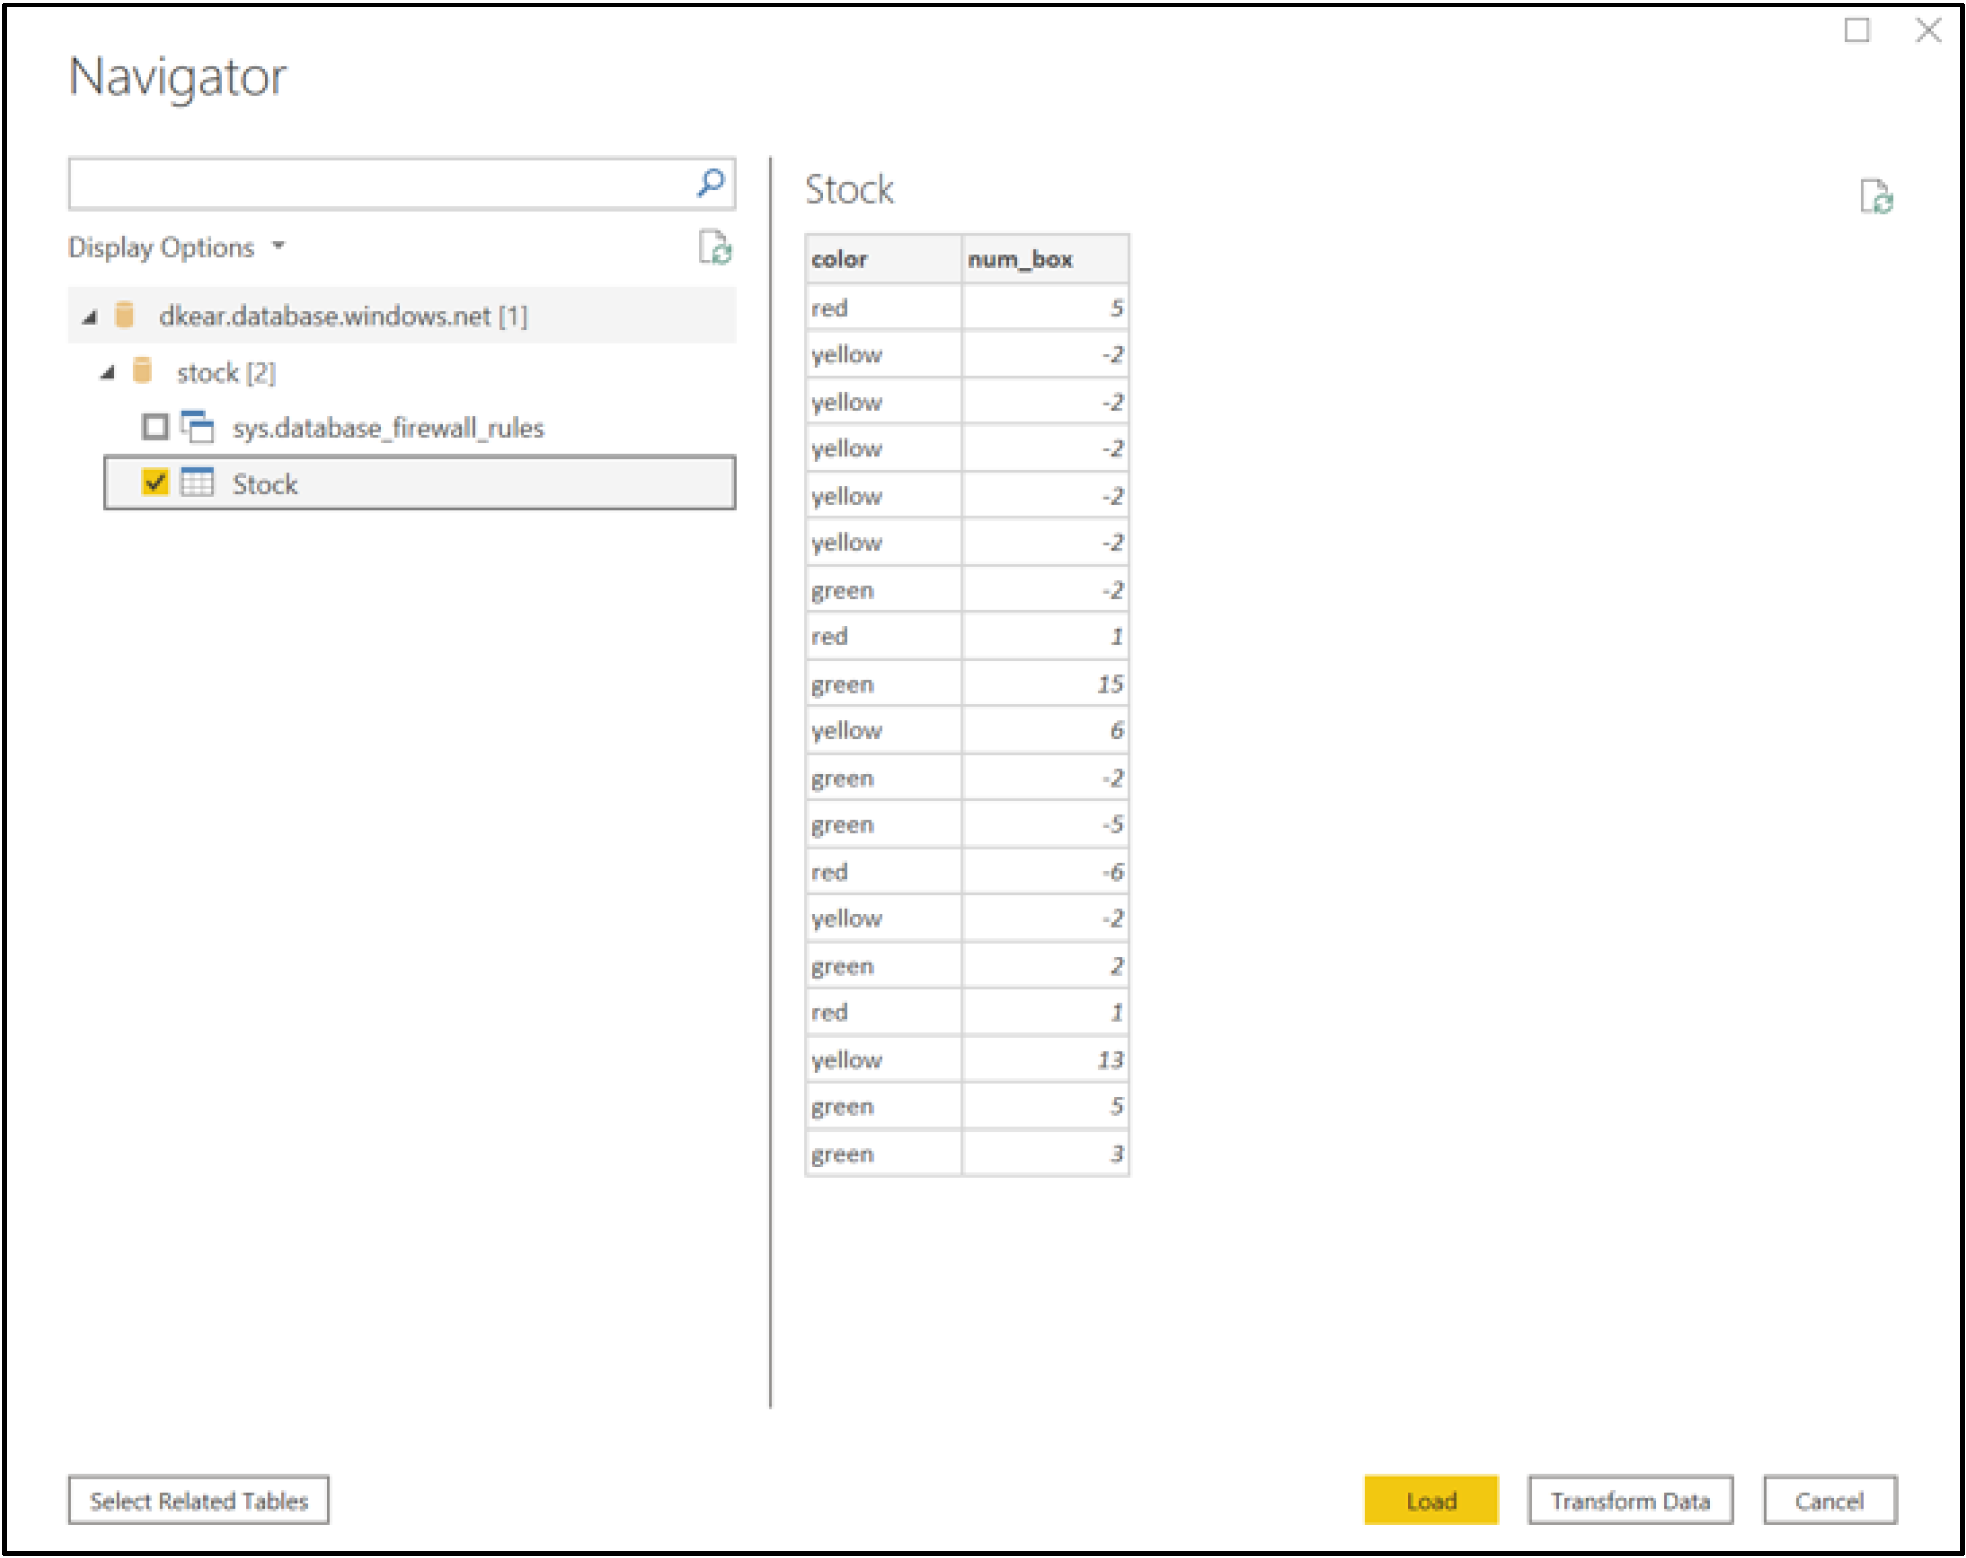 Navigator
Display Options
dkear.database.windows.net [1]
stock [2]
sys.database_firewall_rules
Stock
Stock
color num_box
red 5
yellow -2
yellow -2
yellow -2
yellow -2
yellow -2
green -2
red 1
green 15
yellow 6
green -2
green -5
red -6
yellow -2
green 2
red 1
yellow 13
green 5
green 3
Select Related Tables
Load
Transform Data
Cancel